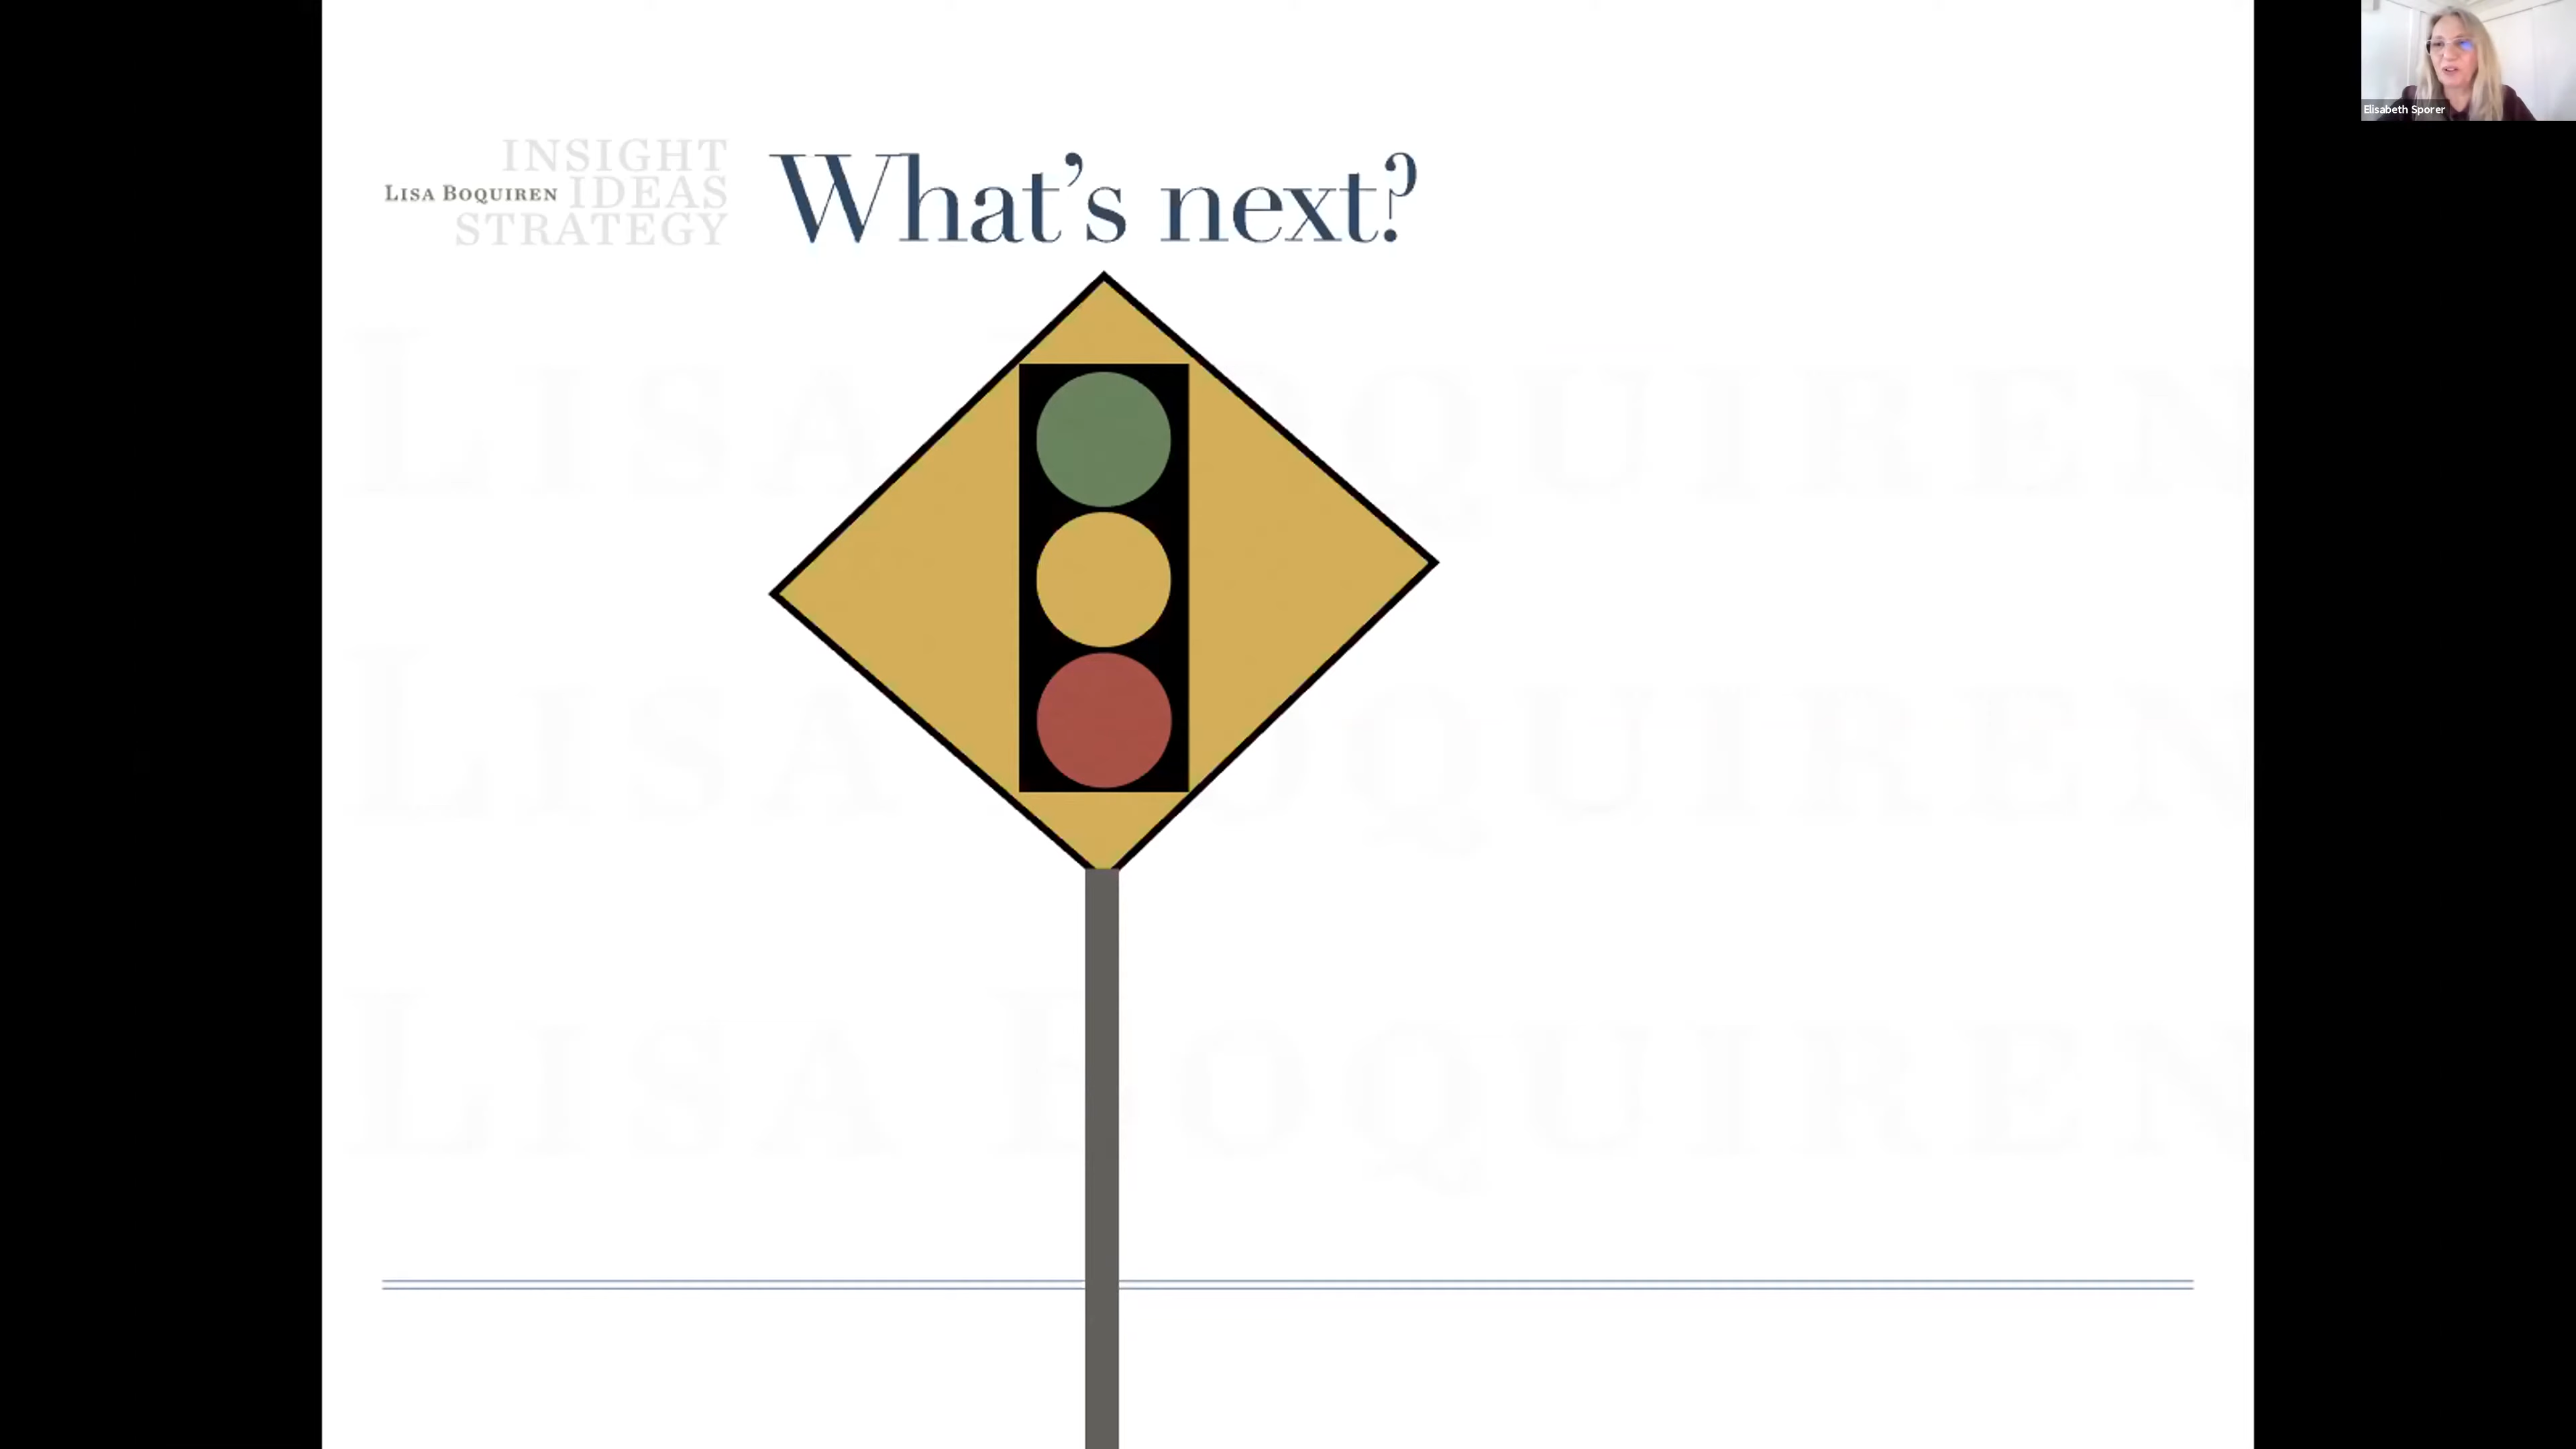 INSIGHT
LISA BOQUIREN IDEAS
STRATEGY
What's next?
Elisabeth Sporer
LISA BOQUIREN
LISA BOQUIREN
LISA BOQUIREN